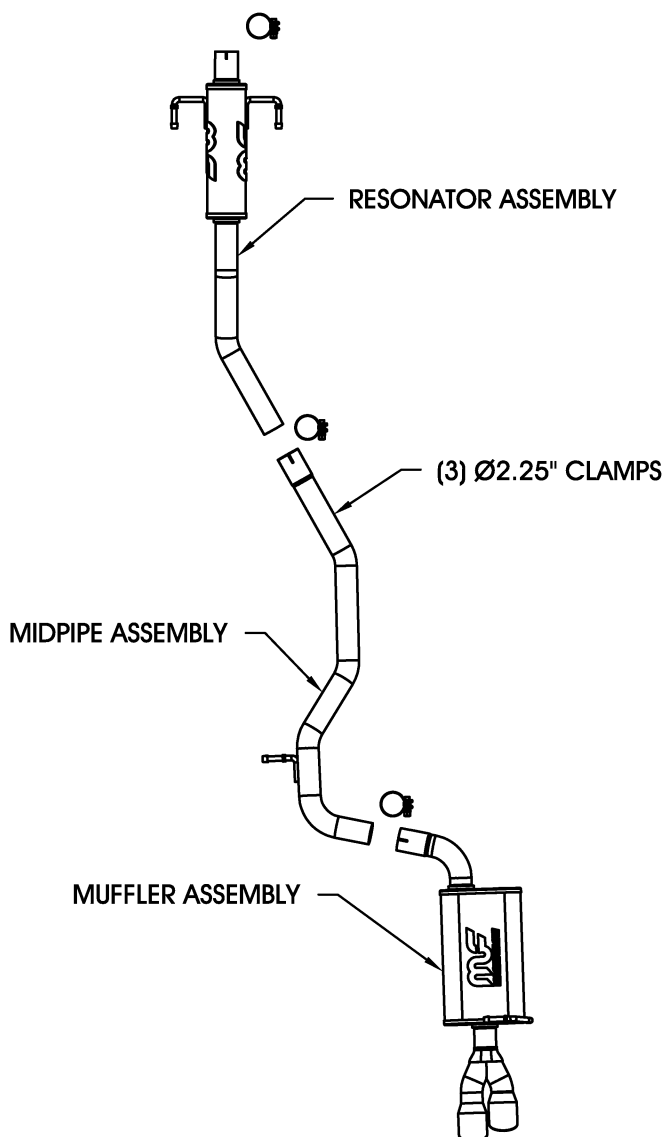 RESONATOR ASSEMBLY
(3) Ø2.25" CLAMPS
MIDPIPE ASSEMBLY
MUFFLER ASSEMBLY